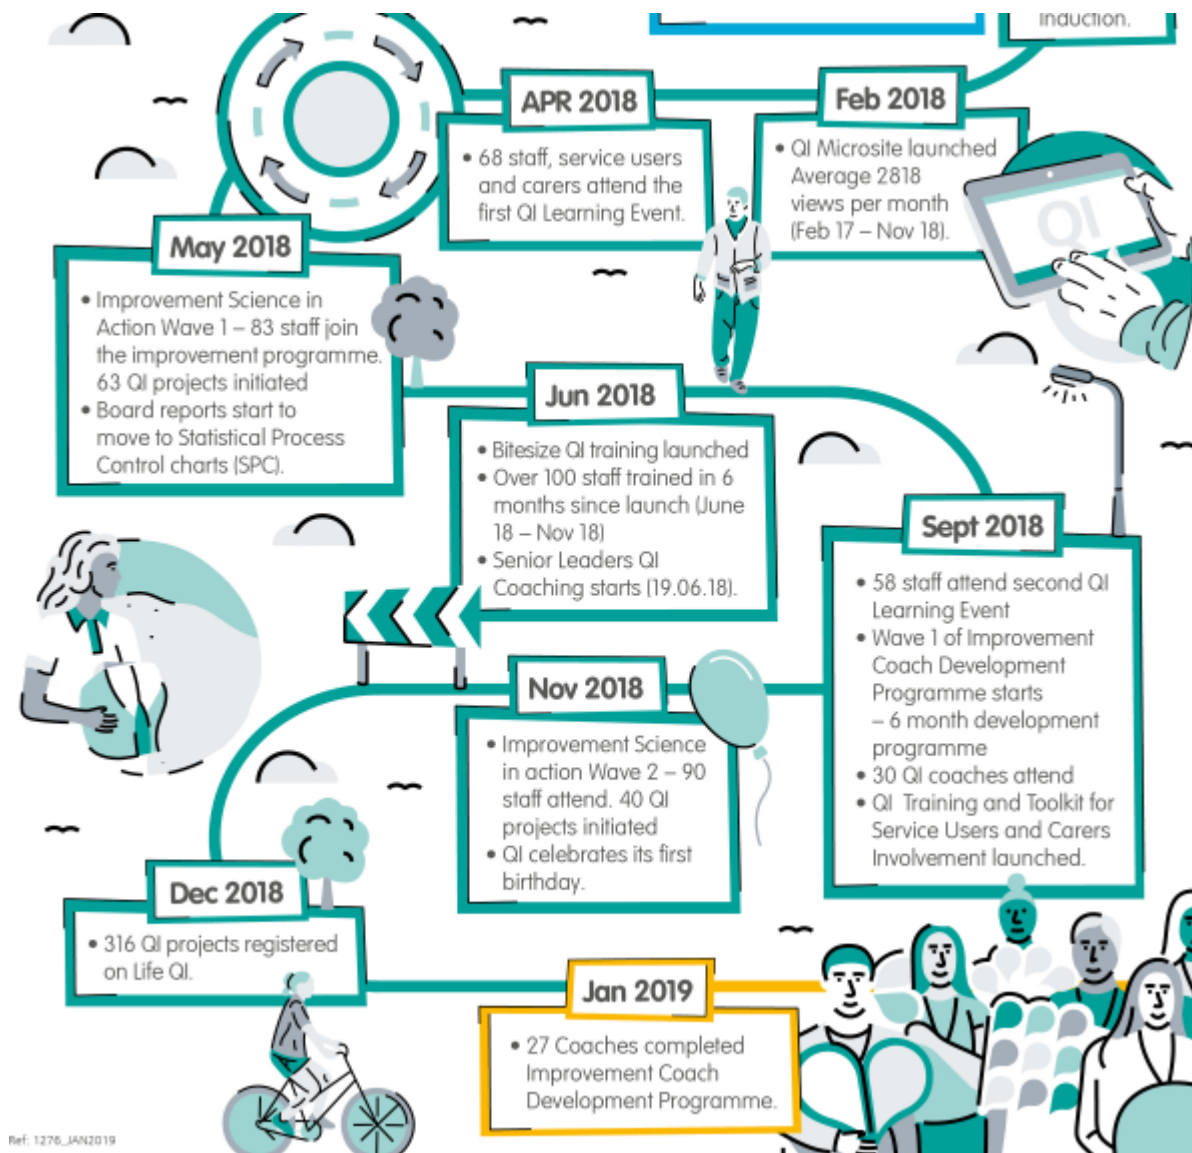 Induction.
Feb 2018
• QI Microsite launched
Average 2818
views per month
(Feb 17 – Nov 18).
QI
APR 2018
• 68 staff, service users
and carers attend the
first QI Learning Event.
May 2018
• Improvement Science in
Action Wave 1 – 83 staff join
the improvement programme.
63 QI projects initiated
• Board reports start to
move to Statistical Process
Control charts (SPC).
Jun 2018
• Bitesize QI training launched
• Over 100 staff trained in 6
months since launch (June
18 – Nov 18)
• Senior Leaders QI
Coaching starts (19.06.18).
Sept 2018
• 58 staff attend second QI
Learning Event
• Wave 1 of Improvement
Coach Development
Programme starts
– 6 month development
programme
• 30 QI coaches attend
• QI Training and Toolkit for
Service Users and Carers
Involvement launched.
Nov 2018
• Improvement Science
in action Wave 2 – 90
staff attend. 40 QI
projects initiated
• QI celebrates its first
birthday.
Dec 2018
• 316 QI projects registered
on Life QI.
Jan 2019
• 27 Coaches completed
Improvement Coach
Development Programme.
Ref: 1276_JAN2019